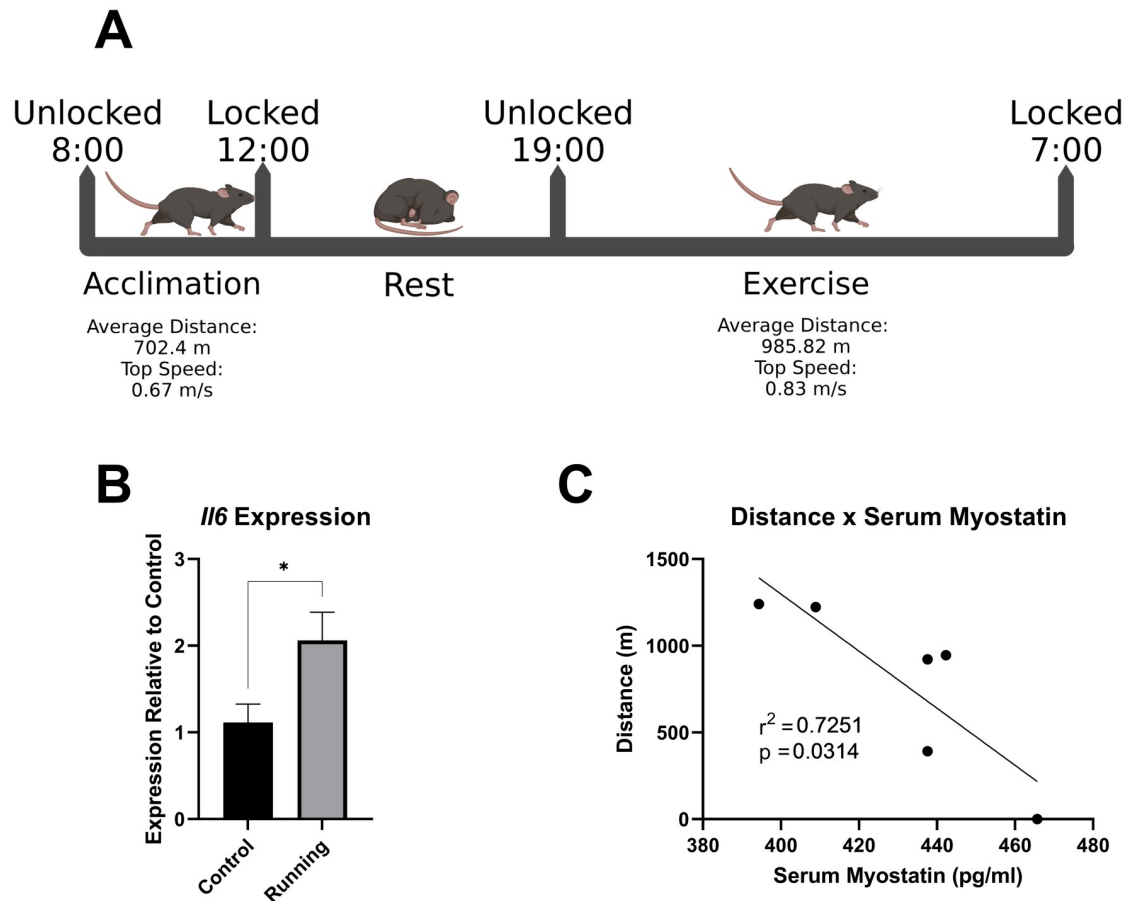 A
Unlocked
8:00
Locked
12:00
Unlocked
19:00
Locked
7:00
Acclimation
Rest
Exercise
Average Distance:
702.4 m
Top Speed:
0.67 m/s
Average Distance:
985.82 m
Top Speed:
0.83 m/s
B
Il6 Expression
Expression Relative to Control
3
2
1
0
*
Control
Running
C
Distance x Serum Myostatin
Distance (m)
1500
1000
500
0
r² = 0.7251
p = 0.0314
380 400 420 440 460 480
Serum Myostatin (pg/ml)